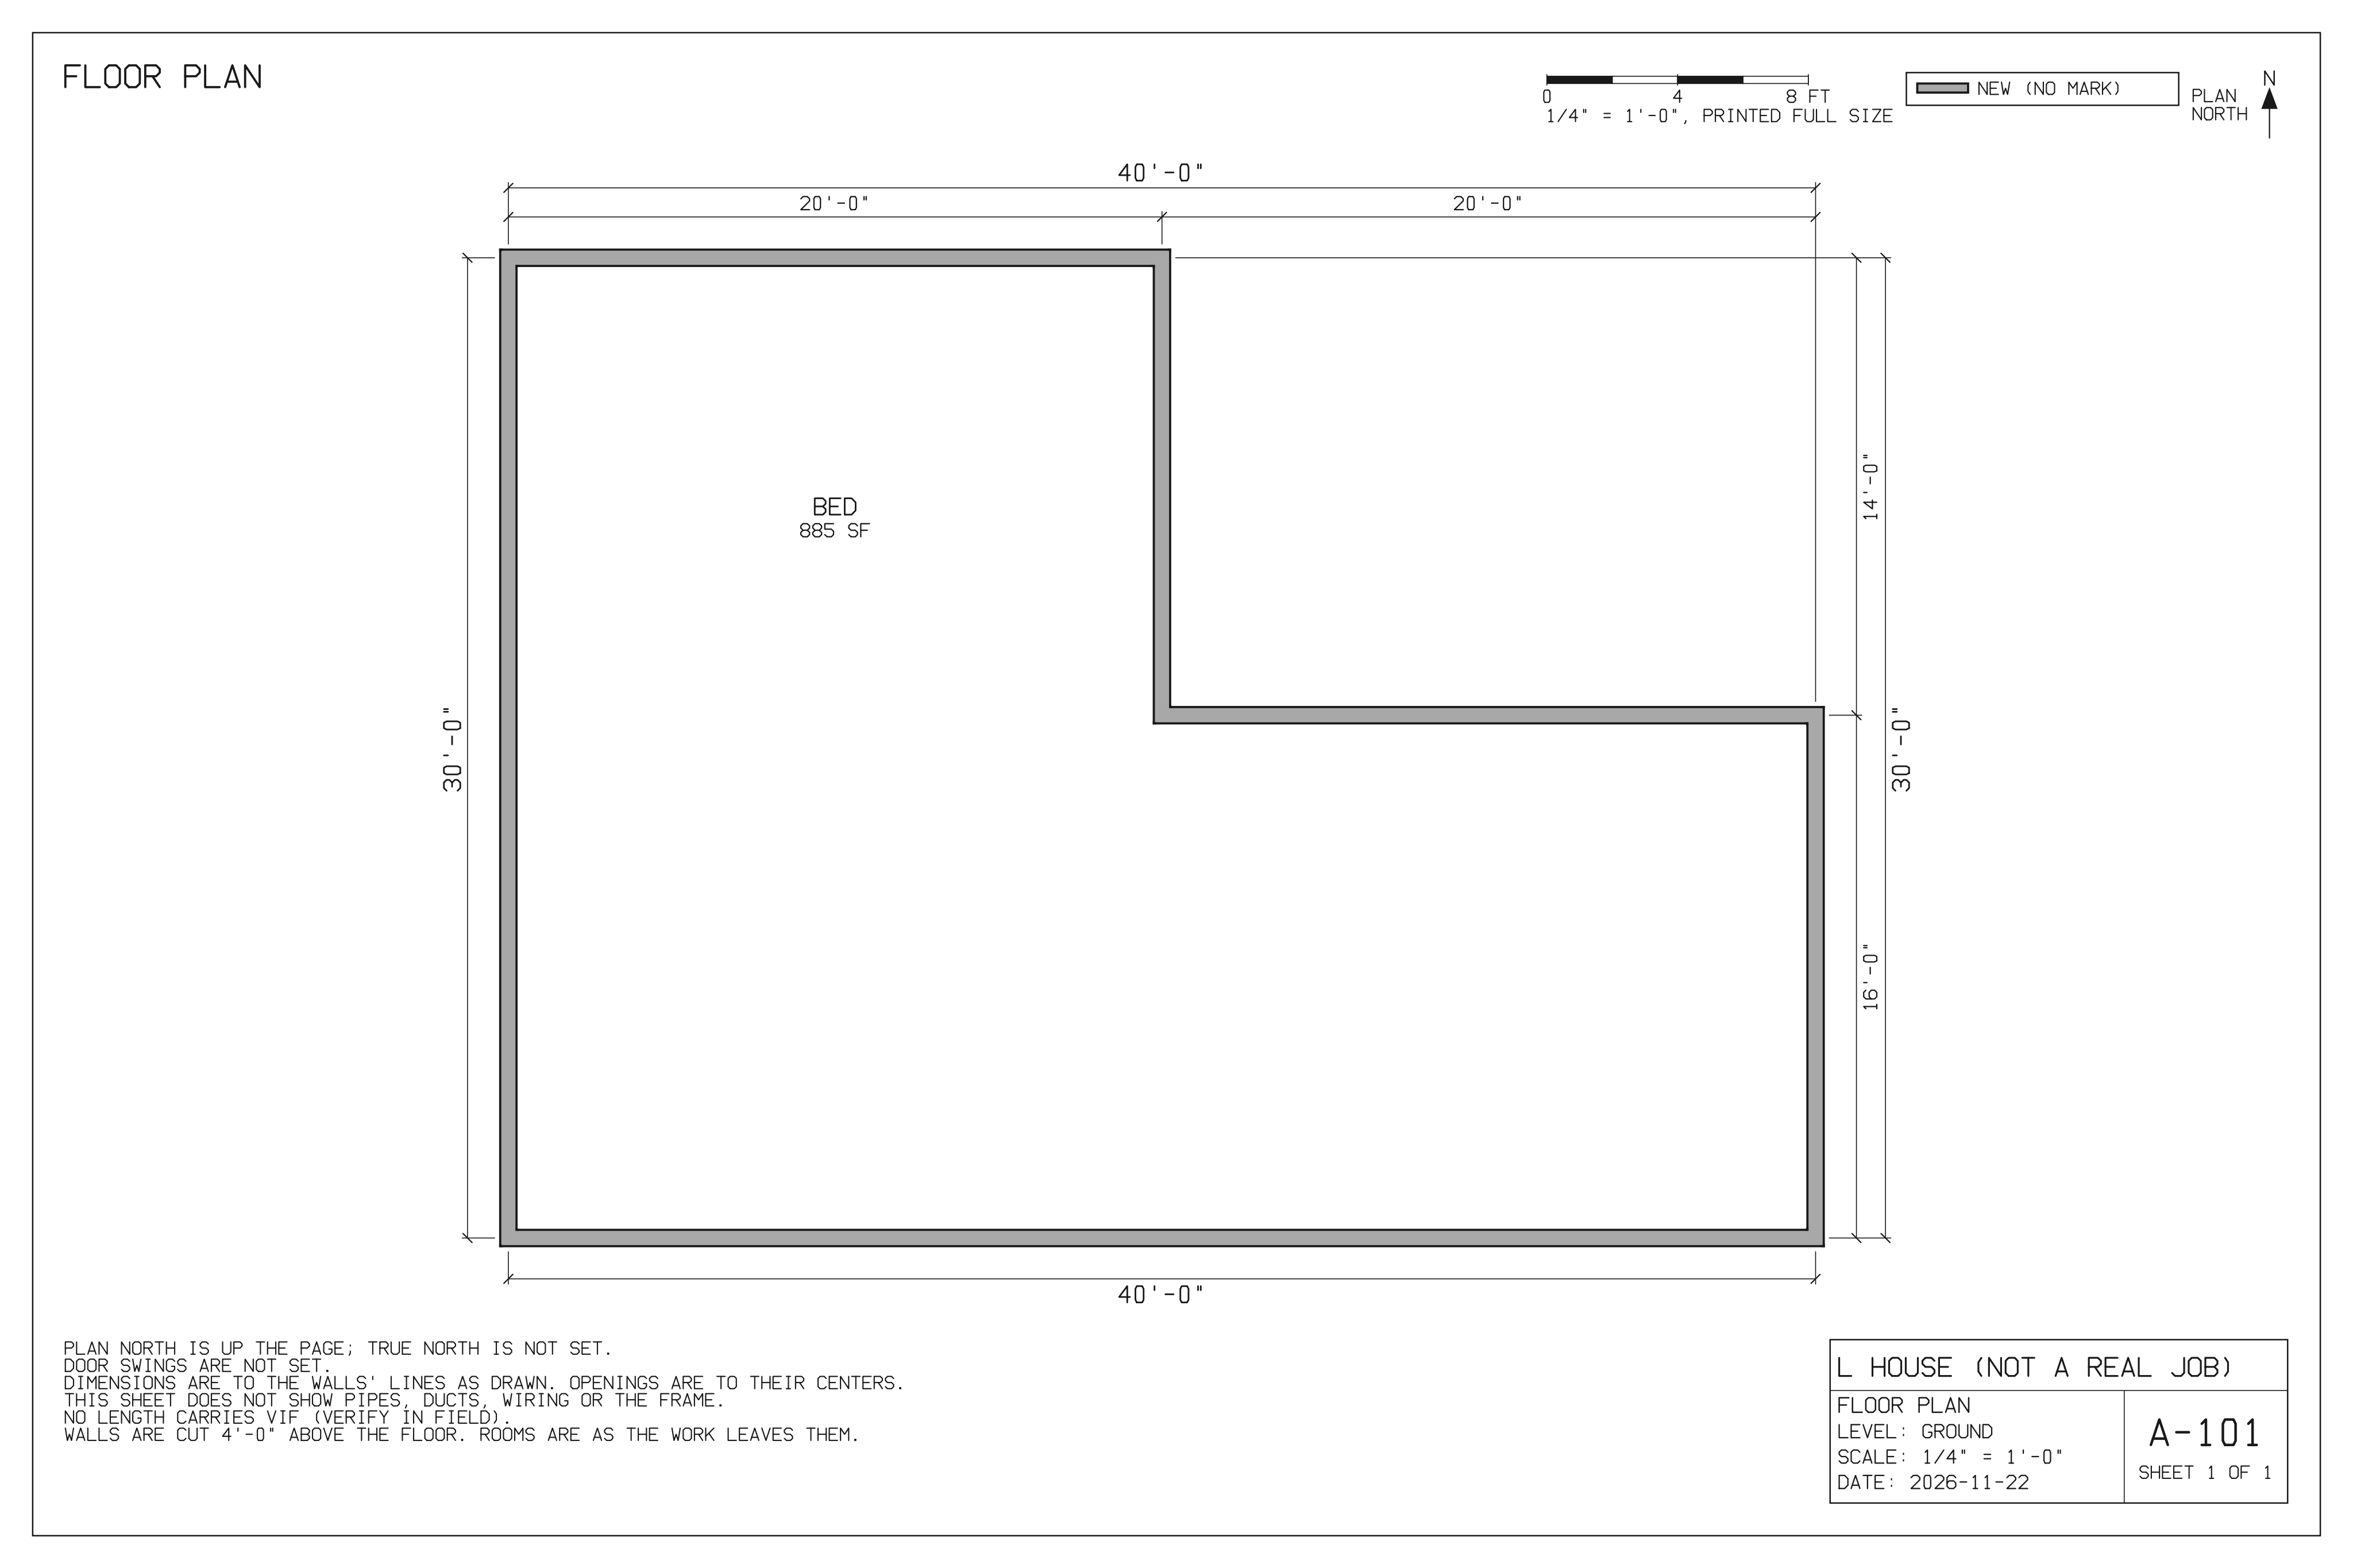 FLOOR PLAN
0 4 8 FT
1/4" = 1'-0", PRINTED FULL SIZE
NEW (NO MARK)
PLAN
NORTH
N
40'-0"
20'-0" 20'-0"
14'-0"
BED
885 SF
30'-0"
30'-0"
16'-0"
40'-0"
PLAN NORTH IS UP THE PAGE; TRUE NORTH IS NOT SET.
DOOR SWINGS ARE NOT SET.
DIMENSIONS ARE TO THE WALLS' LINES AS DRAWN. OPENINGS ARE TO THEIR CENTERS.
THIS SHEET DOES NOT SHOW PIPES, DUCTS, WIRING OR THE FRAME.
NO LENGTH CARRIES VIF (VERIFY IN FIELD).
WALLS ARE CUT 4'-0" ABOVE THE FLOOR. ROOMS ARE AS THE WORK LEAVES THEM.
L HOUSE (NOT A REAL JOB)
FLOOR PLAN
LEVEL: GROUND
SCALE: 1/4" = 1'-0"
DATE: 2026-11-22
A-101
SHEET 1 OF 1